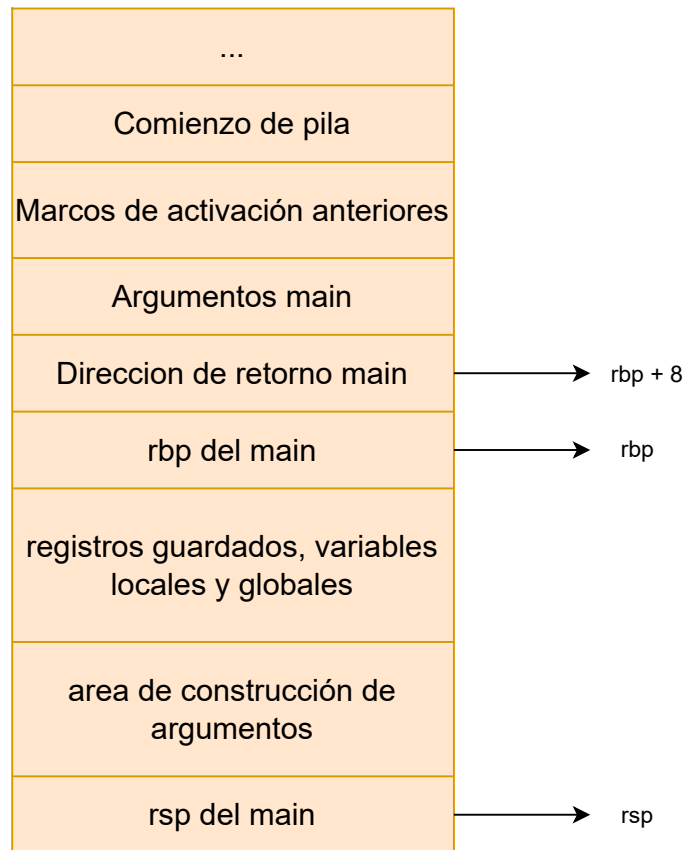 ...
Comienzo de pila
Marcos de activación anteriores
Argumentos main
Direccion de retorno main
rbp + 8
rbp del main
rbp
registros guardados, variables
locales y globales
area de construcción de
argumentos
rsp del main
rsp